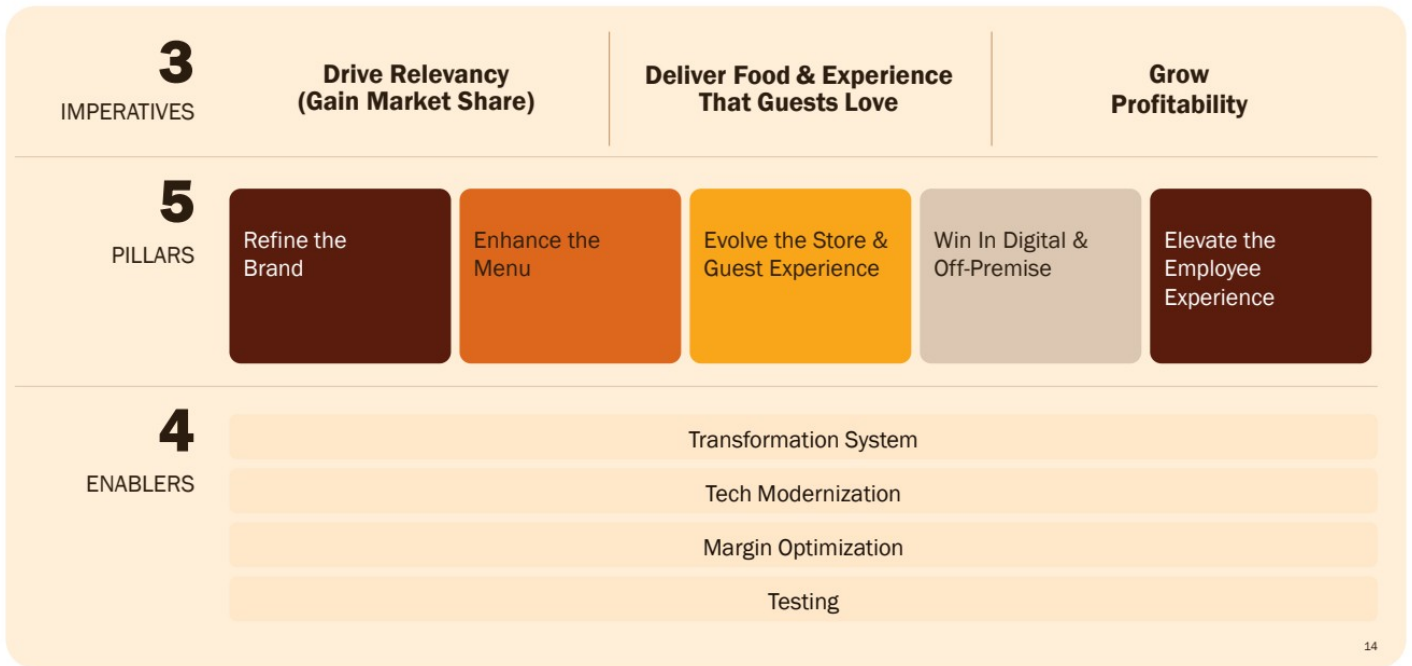 3
IMPERATIVES
Drive Relevancy
(Gain Market Share)
Deliver Food & Experience
That Guests Love
Grow
Profitability
5
PILLARS
Refine the
Brand
Enhance the
Menu
Evolve the Store &
Guest Experience
Win In Digital &
Off-Premise
Elevate the
Employee
Experience
4
ENABLERS
Transformation System
Tech Modernization
Margin Optimization
Testing
14